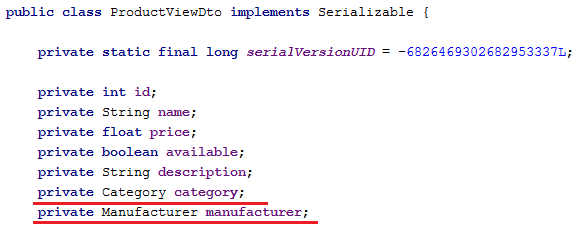 public class ProductViewDto implements Serializable {
private static final long serialVersionUID = -6826469302682953337L;
private int id;
private String name;
private float price;
private boolean available;
private String description;
private Category category;
private Manufacturer manufacturer;